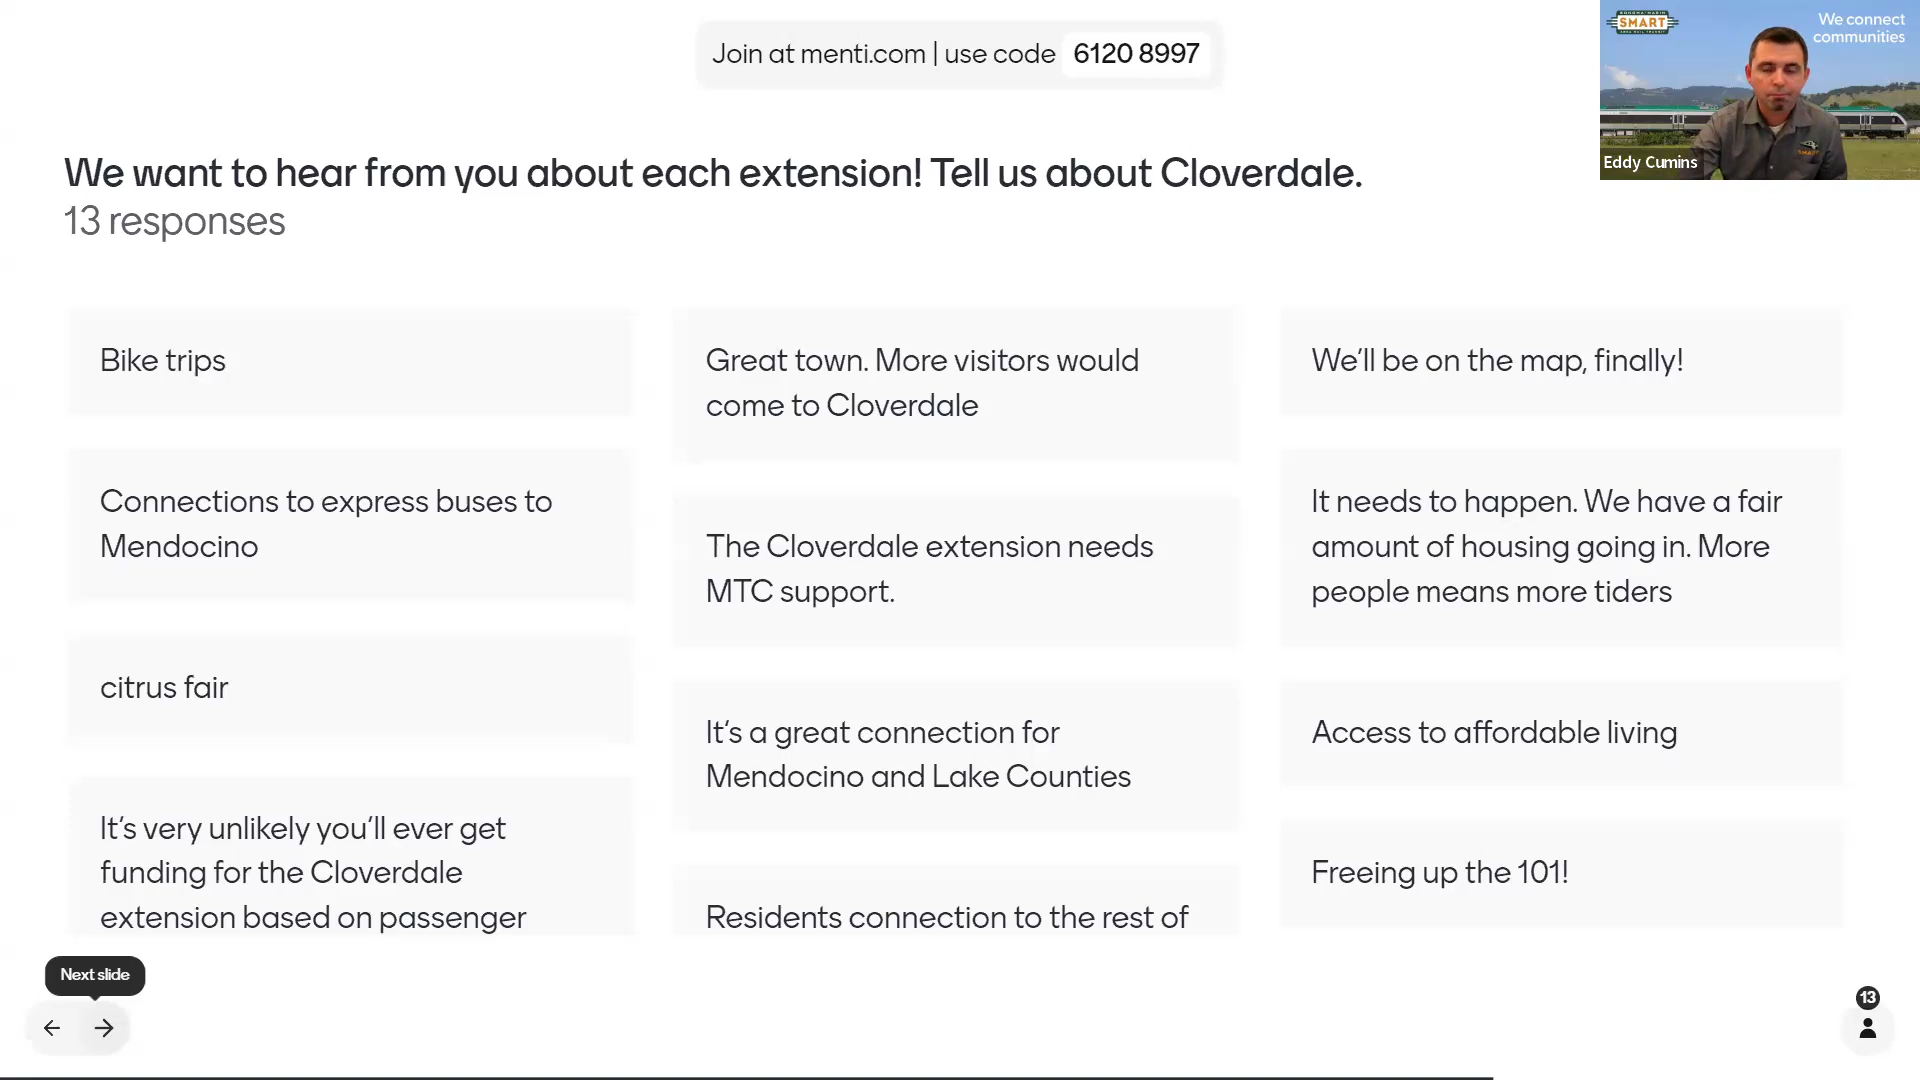 Join at menti.com | use code 6120 8997
SONOMA-MARIN
SMART
AREA RAIL TRANSIT
We connect
communities
Eddy Cumins
SMART
We want to hear from you about each extension! Tell us about Cloverdale.
13 responses
Bike trips
Connections to express buses to
Mendocino
citrus fair
It's very unlikely you'll ever get
funding for the Cloverdale
extension based on passenger
Great town. More visitors would
come to Cloverdale
The Cloverdale extension needs
MTC support.
It's a great connection for
Mendocino and Lake Counties
Residents connection to the rest of
We'll be on the map, finally!
It needs to happen. We have a fair
amount of housing going in. More
people means more tiders
Access to affordable living
Freeing up the 101!
Next slide
13